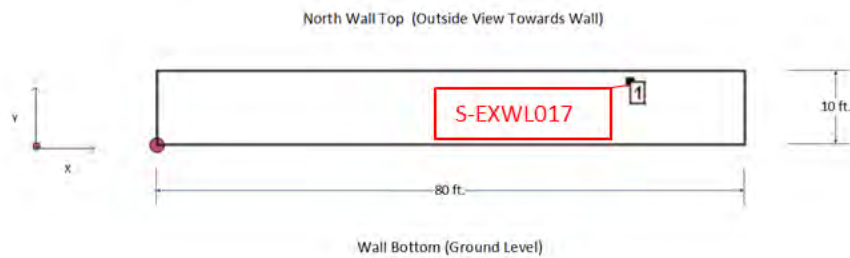 North Wall Top (Outside View Towards Wall)
1
S-EXWL017
Y
10 ft.
X
80 ft.
Wall Bottom (Ground Level)